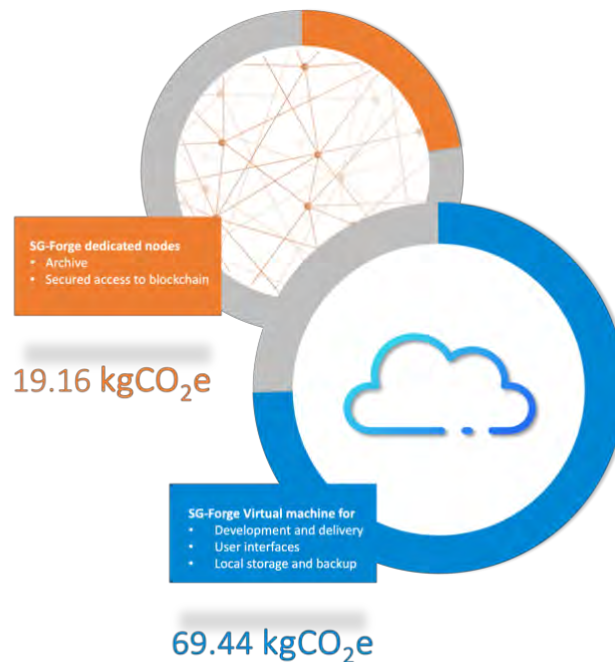 SG-Forge dedicated nodes
• Archive
• Secured access to blockchain
19.16 kgCO₂e
SG-Forge Virtual machine for
• Development and delivery
• User interfaces
• Local storage and backup
69.44 kgCO₂e